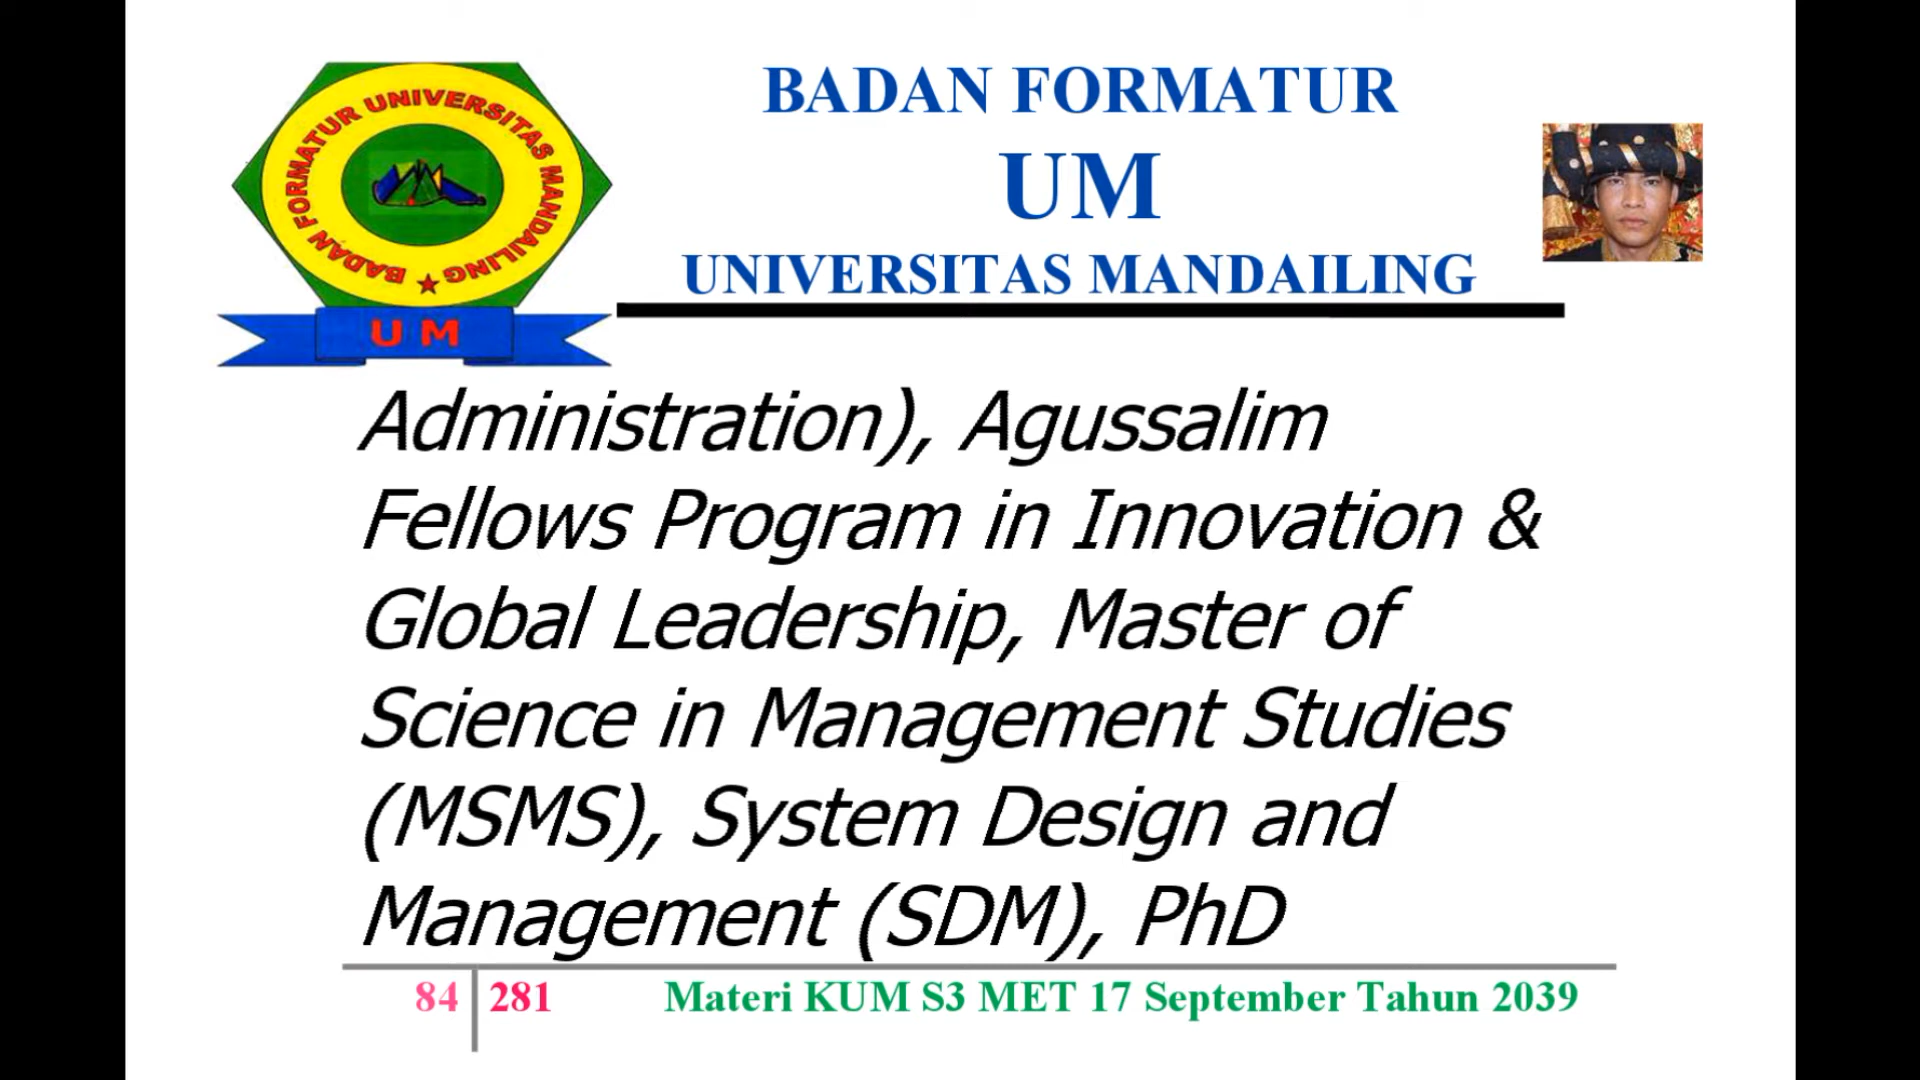 BADAN FORMATUR UNIVERSITAS MANDAILING
U M
BADAN FORMATUR
UM
UNIVERSITAS MANDAILING
Administration), Agussalim
Fellows Program in Innovation &
Global Leadership, Master of
Science in Management Studies
(MSMS), System Design and
Management (SDM), PhD
84 281 Materi KUM S3 MET 17 September Tahun 2039